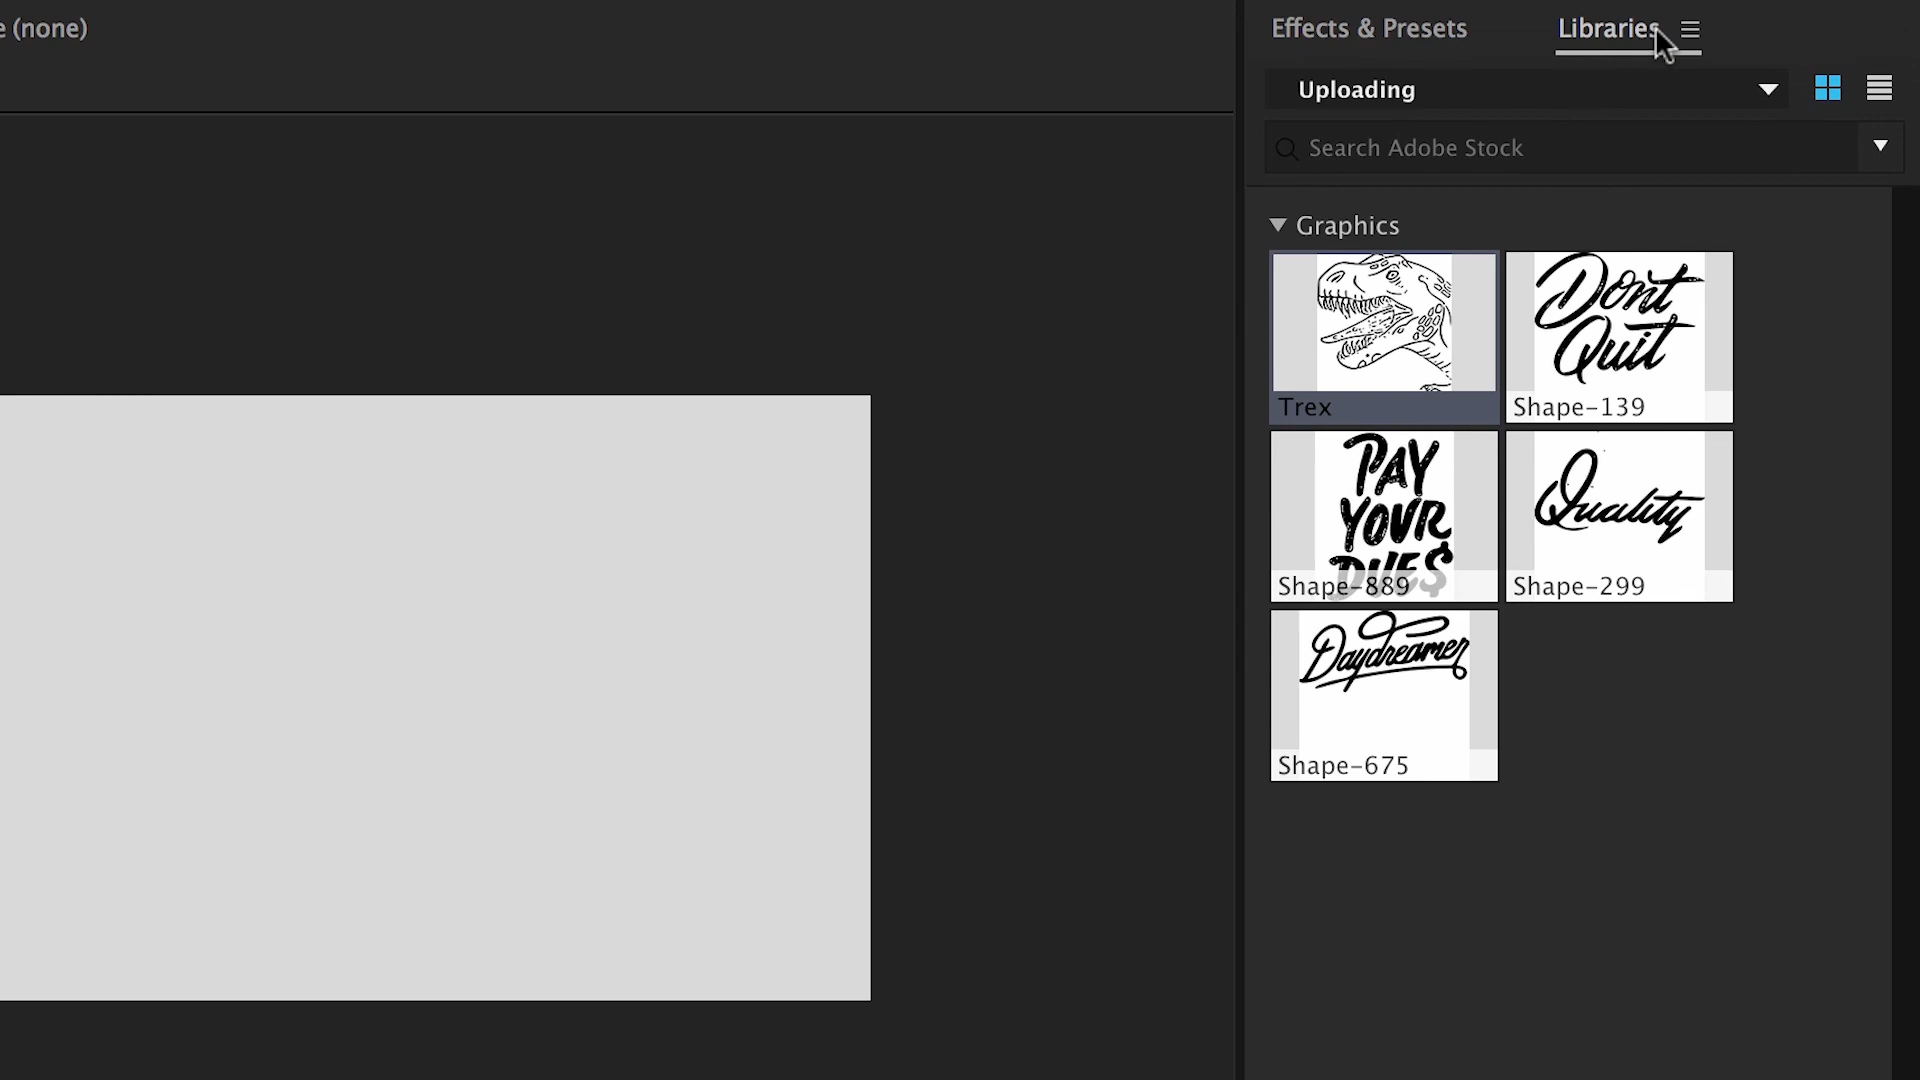 e (none)
Effects & Presets
Libraries
Uploading
Search Adobe Stock
Graphics
Trex
Dont
Quit
Shape-139
PAY
YOUR
DUE$
Shape-889
Quality
Shape-299
Daydreamer
Shape-675